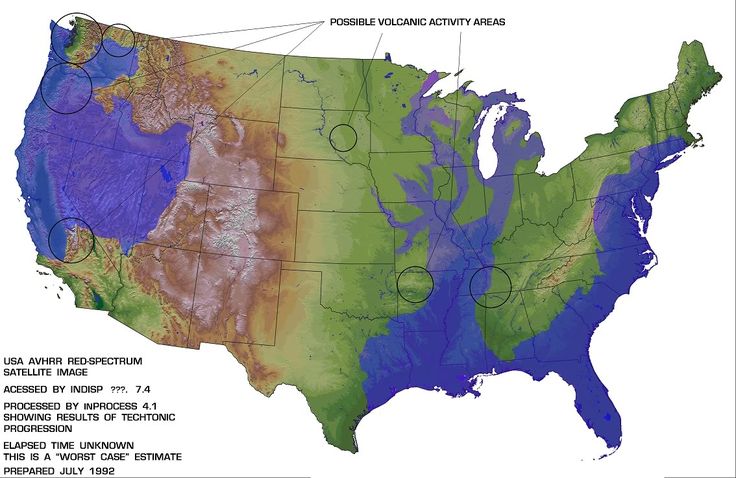 POSSIBLE VOLCANIC ACTIVITY AREAS
USA AVHRR RED-SPECTRUM
SATELLITE IMAGE
ACESSED BY INDISP ???. 7.4
PROCESSED BY INPROCESS 4.1
SHOWING RESULTS OF TECHTONIC
PROGRESSION
ELAPSED TIME UNKNOWN
THIS IS A "WORST CASE" ESTIMATE
PREPARED JULY 1992